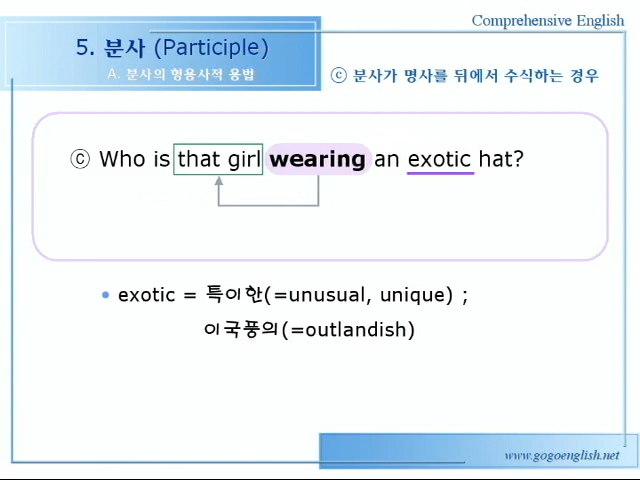 Comprehensive English
5. 분사 (Participle)
A. 분사의 형용사적 용법
ⓒ 분사가 명사를 뒤에서 수식하는 경우
ⓒ Who is that girl wearing an exotic hat?
• exotic = 특이한(=unusual, unique) ;
이국풍의(=outlandish)
www.gogoenglish.net